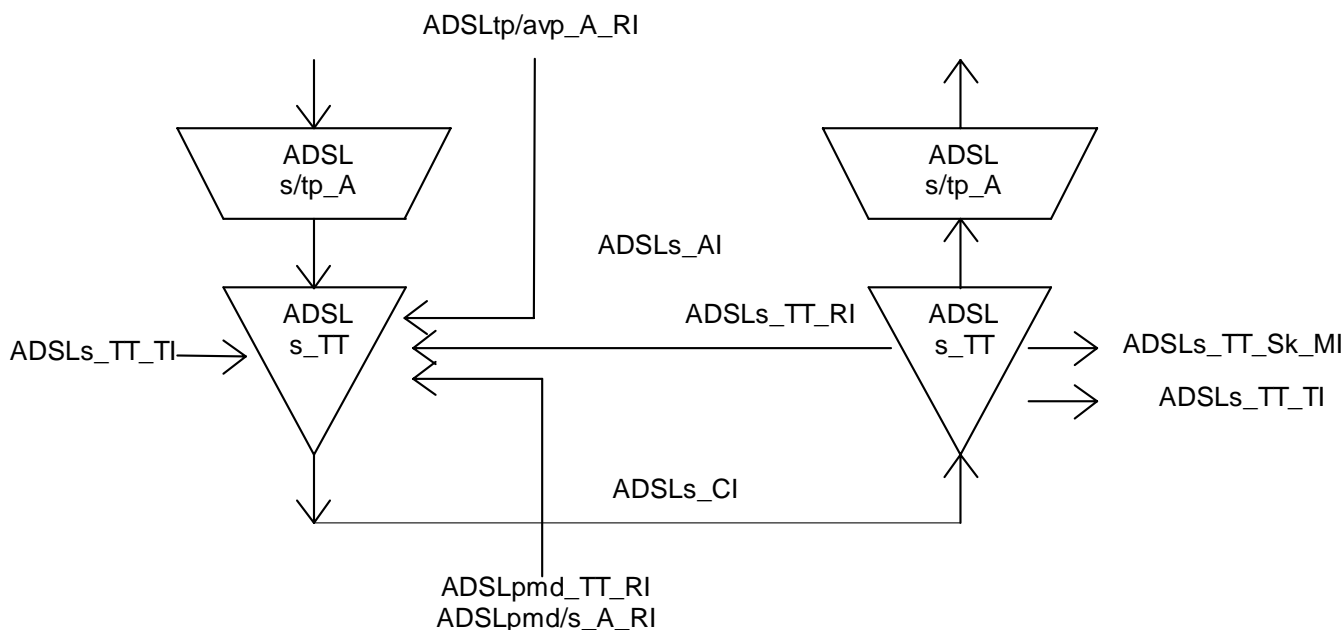 ADSLtp/avp_A_RI
ADSL
s/tp_A
ADSL
s/tp_A
ADSLs_AI
ADSL
s_TT
ADSLs_TT_RI
ADSL
s_TT
ADSLs_TT_TI
ADSLs_TT_Sk_MI
ADSLs_TT_TI
ADSLs_CI
ADSLpmd_TT_RI
ADSLpmd/s_A_RI